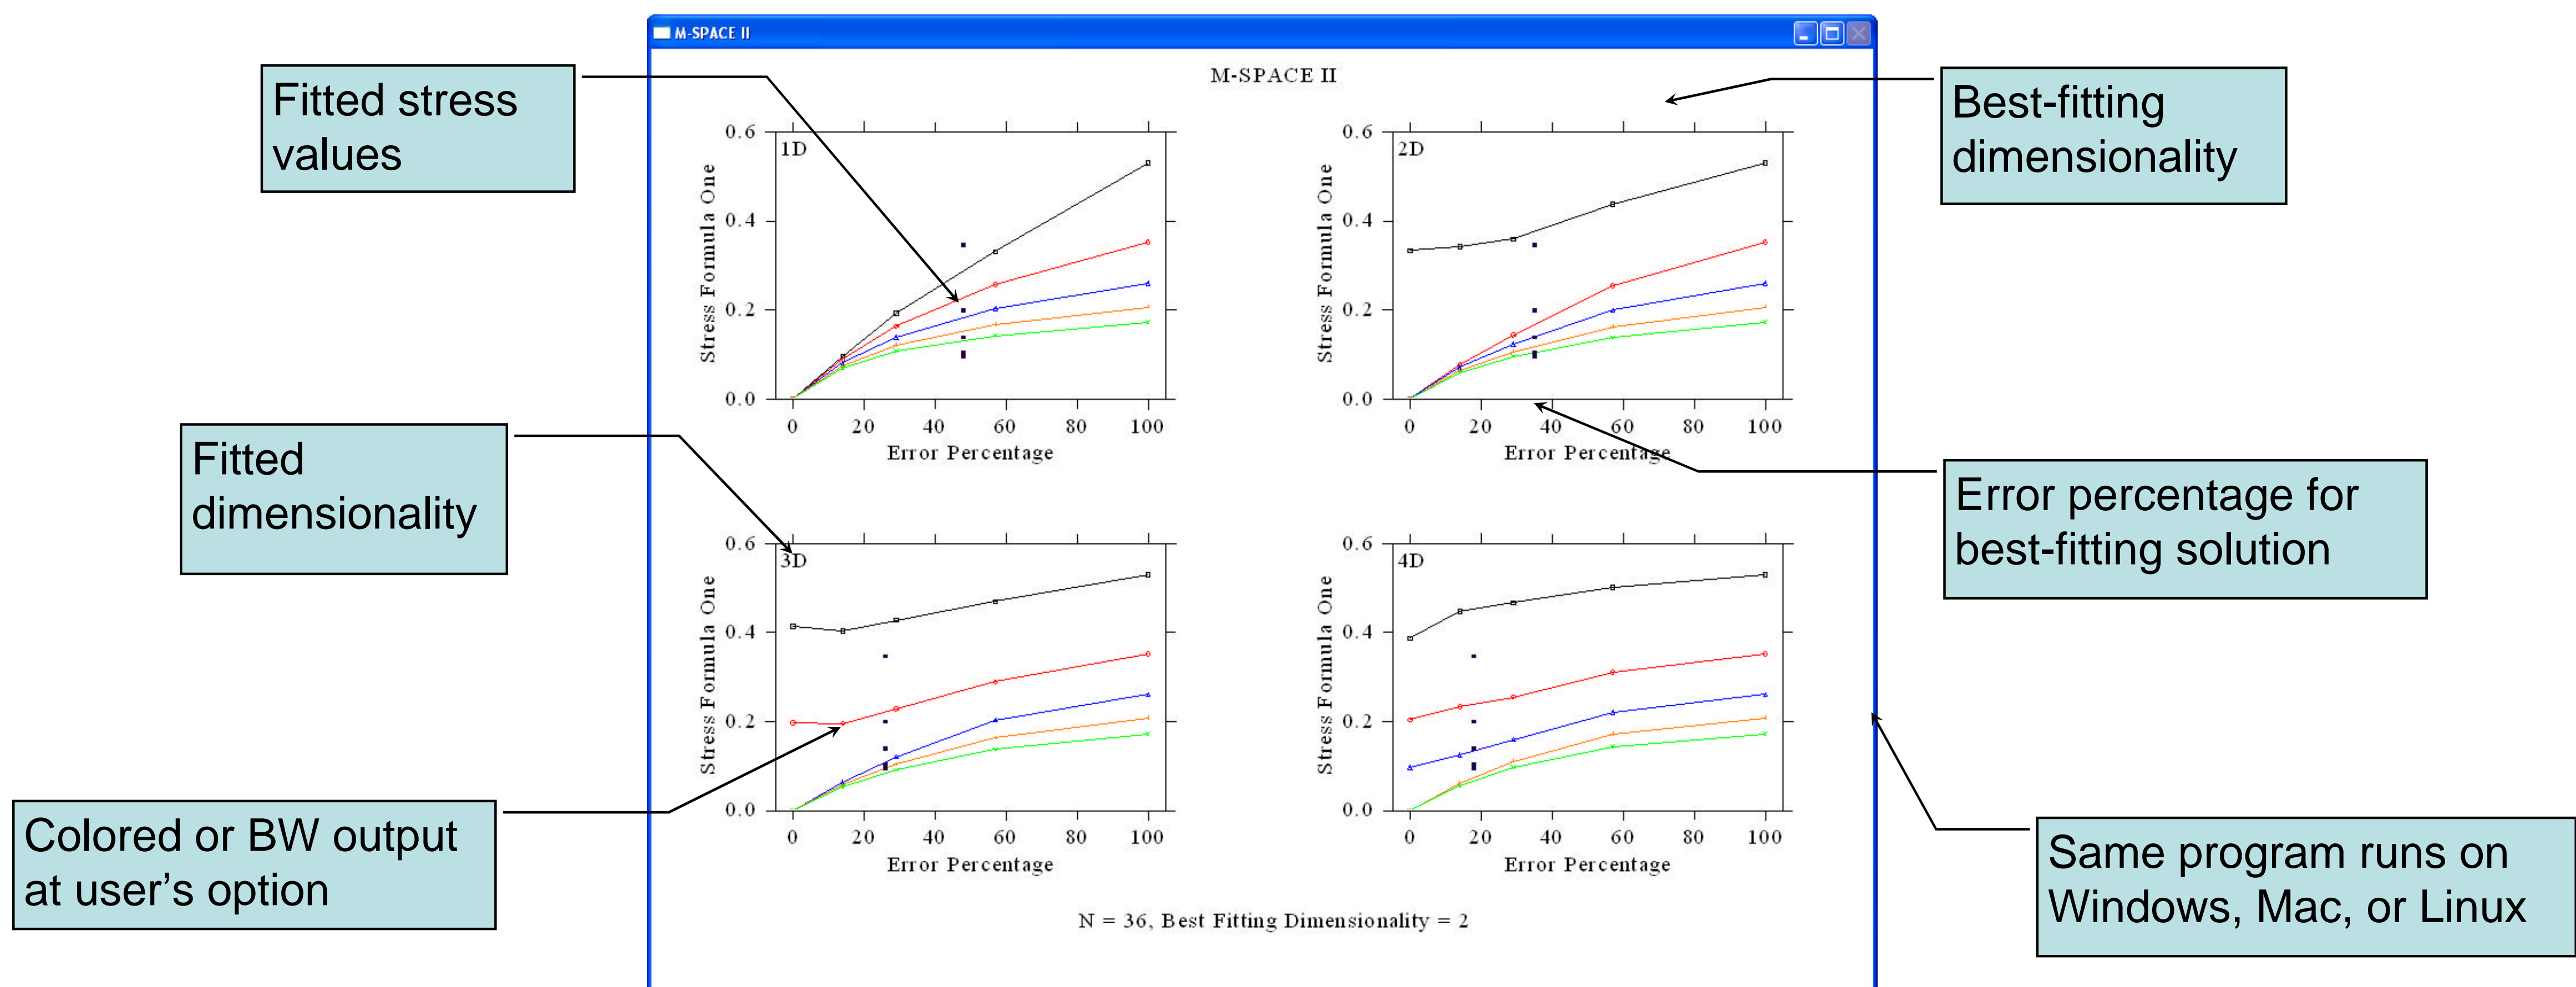 M-SPACE II
M-SPACE II
Fitted stress
values
Best-fitting
dimensionality
Fitted
dimensionality
Error percentage for
best-fitting solution
Colored or BW output
at user’s option
Same program runs on
Windows, Mac, or Linux
1D
0.6
0.4
0.2
0.0
Stress Formula One
0 20 40 60 80 100
Error Percentage
2D
0.6
0.4
0.2
0.0
Stress Formula One
0 20 40 60 80 100
Error Percentage
3D
0.6
0.4
0.2
0.0
Stress Formula One
0 20 40 60 80 100
Error Percentage
4D
0.6
0.4
0.2
0.0
Stress Formula One
0 20 40 60 80 100
Error Percentage
N = 36, Best Fitting Dimensionality = 2